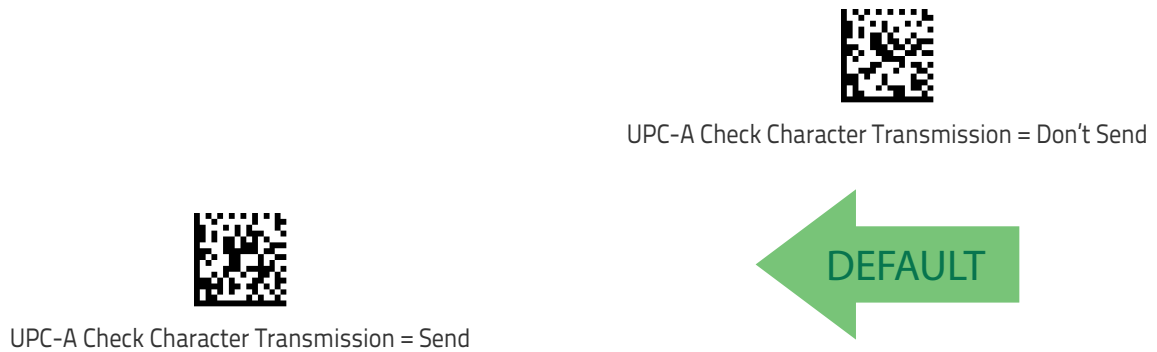 UPC-A Check Character Transmission = Don't Send
DEFAULT
UPC-A Check Character Transmission = Send